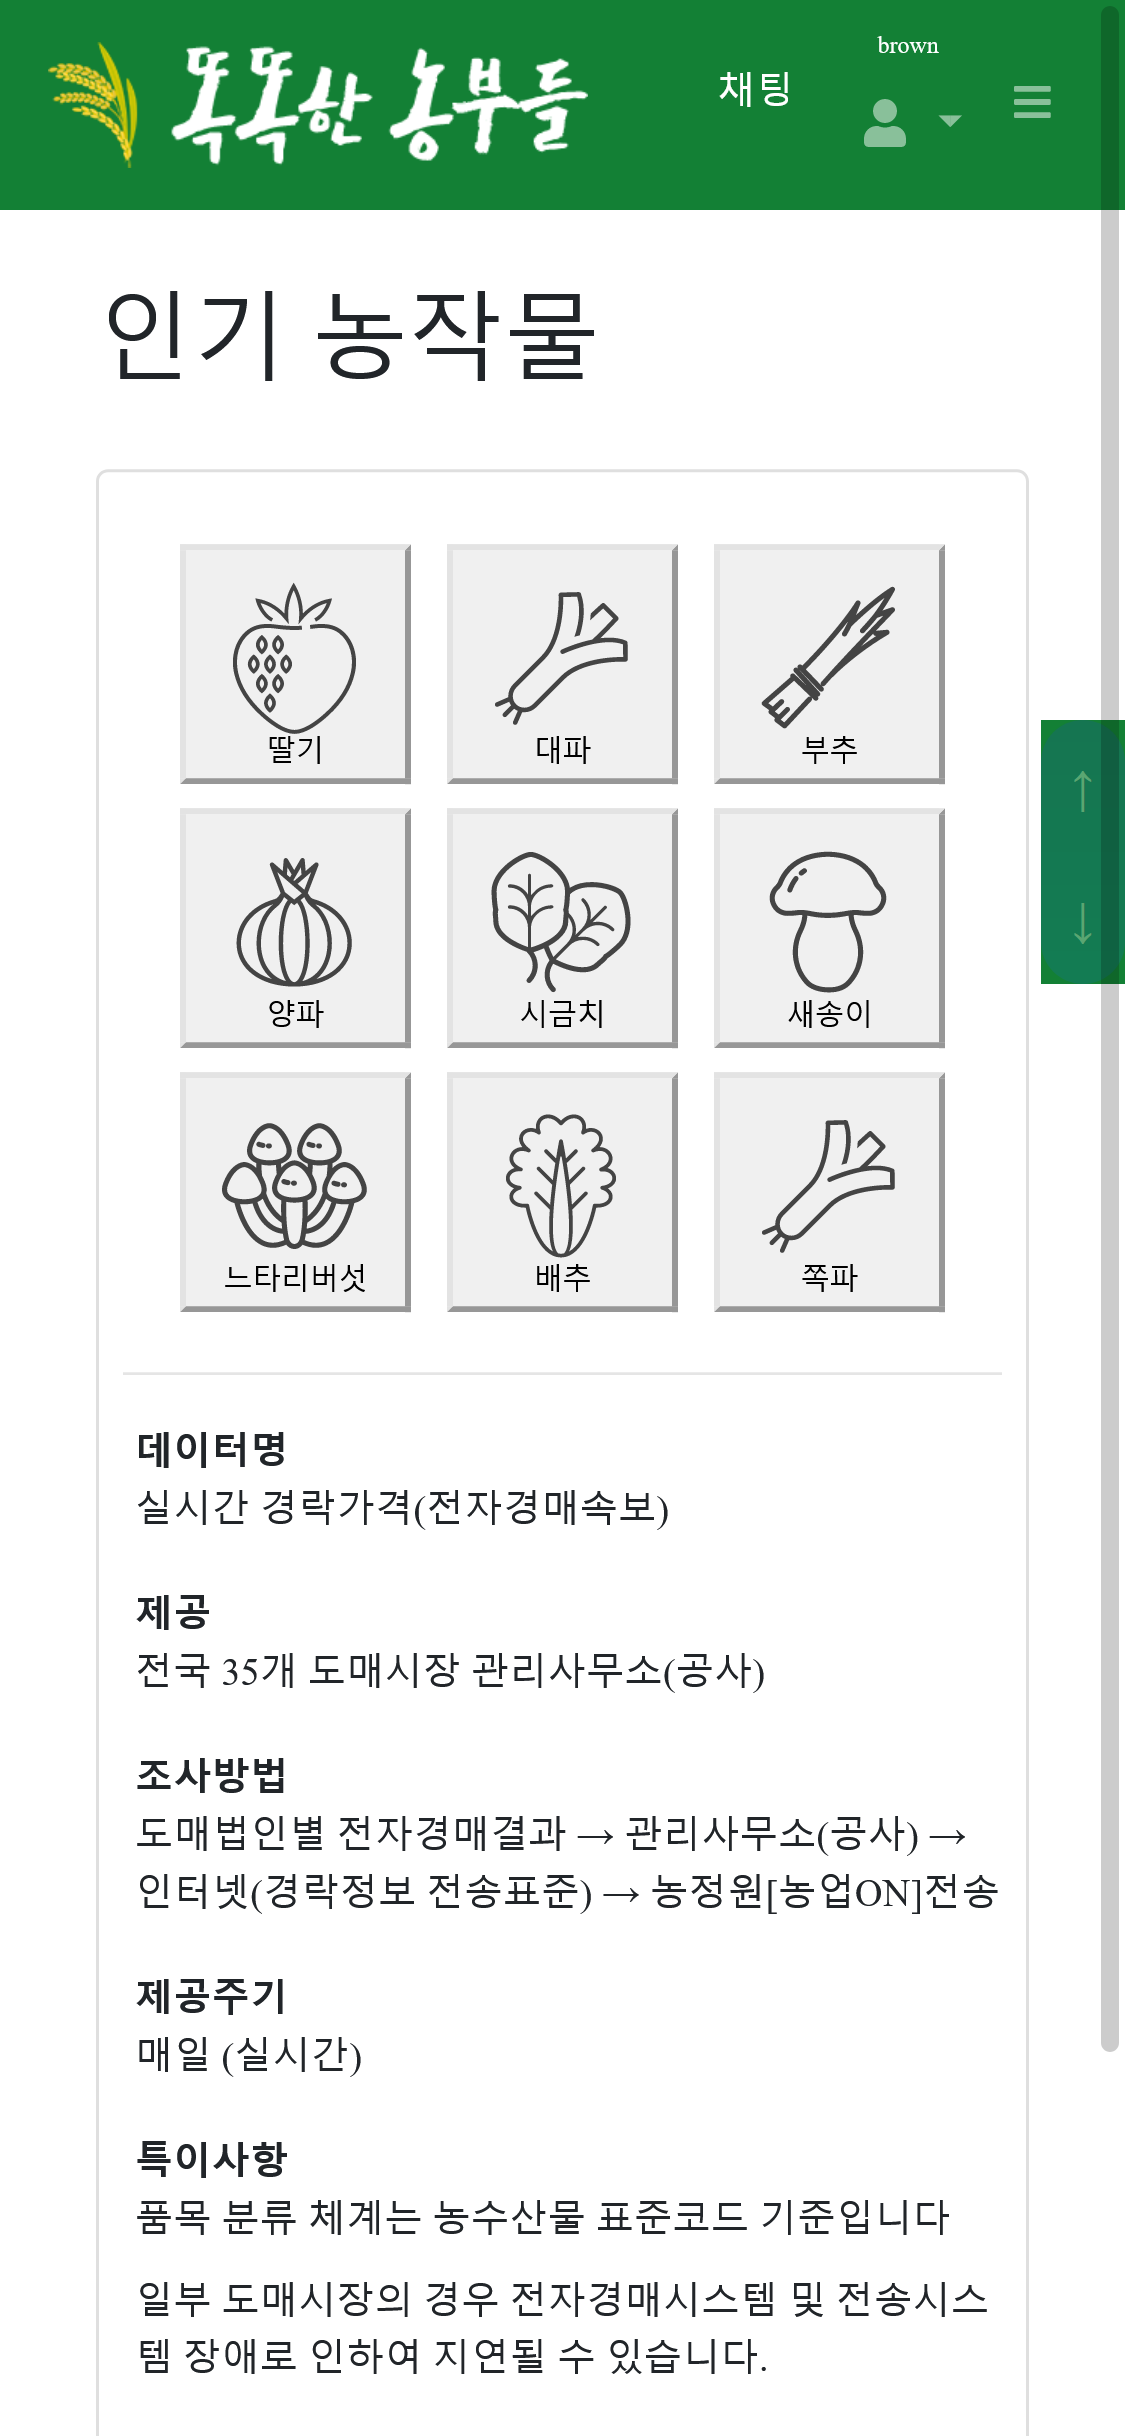 똑똑한 농부들
채팅
brown
인기 농작물
딸기
대파
부추
양파
시금치
새송이
느타리버섯
배추
쪽파
↑
↓
데이터명
실시간 경락가격(전자경매속보)
제공
전국 35개 도매시장 관리사무소(공사)
조사방법
도매법인별 전자경매결과 → 관리사무소(공사) →
인터넷(경락정보 전송표준) → 농정원[농업ON]전송
제공주기
매일 (실시간)
특이사항
품목 분류 체계는 농수산물 표준코드 기준입니다
일부 도매시장의 경우 전자경매시스템 및 전송시스
템 장애로 인하여 지연될 수 있습니다.